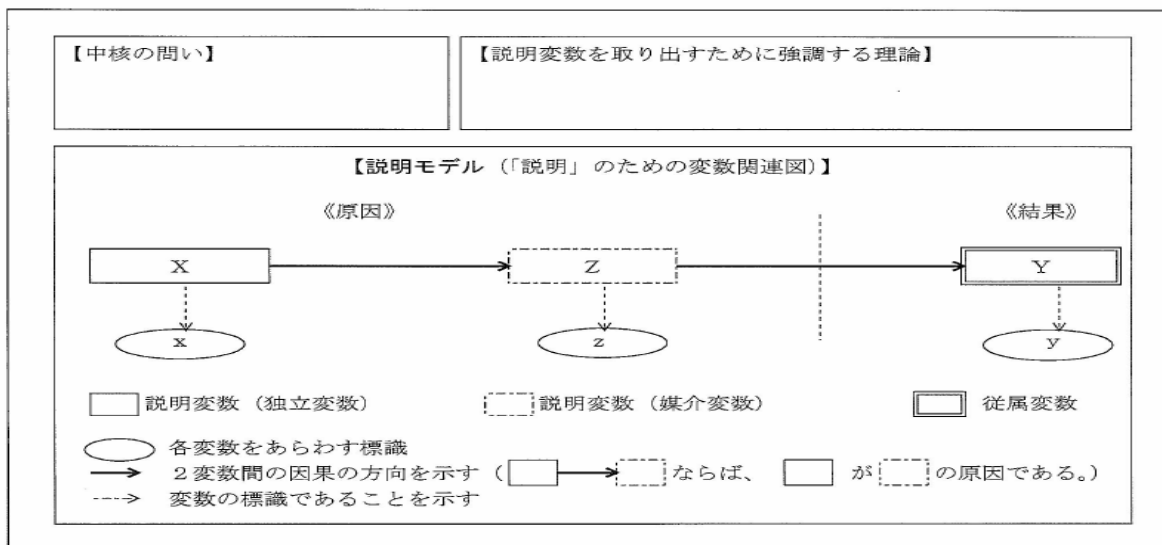 【中核の問い】
【説明変数を取り出すために強調する理論】
【説明モデル（「説明」のための変数関連図）】
《原因》
《結果》
X
Z
Y
x
z
y
説明変数（独立変数）
説明変数（媒介変数）
従属変数
各変数をあらわす標識
２変数間の因果の方向を示す（
ならば、
が
の原因である。）
変数の標識であることを示す